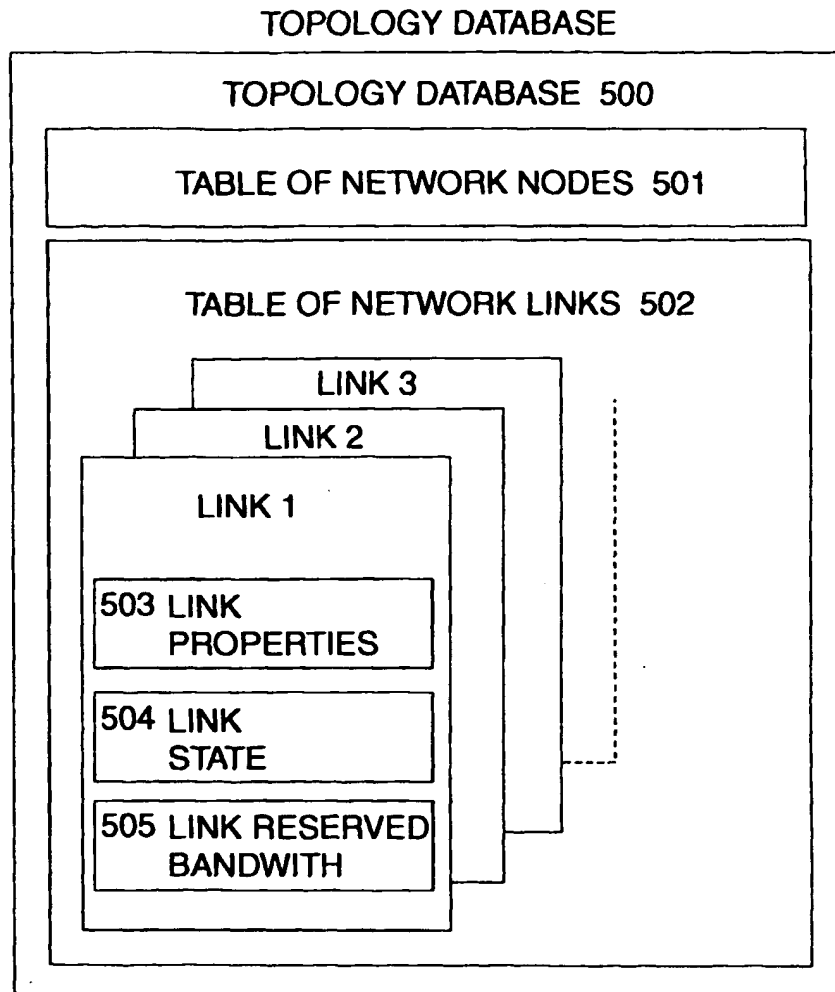 TOPOLOGY DATABASE
TOPOLOGY DATABASE 500
TABLE OF NETWORK NODES 501
TABLE OF NETWORK LINKS 502
LINK 3
LINK 2
LINK 1
503 LINK
PROPERTIES
504 LINK
STATE
505 LINK RESERVED
BANDWITH